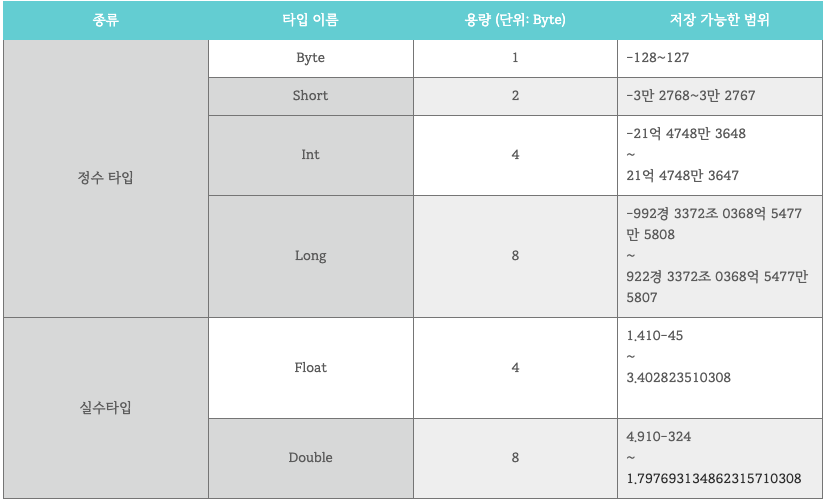 종류 타입 이름 용량 (단위: Byte) 저장 가능한 범위
정수 타입
Byte 1 -128~127
Short 2 -3만 2768~3만 2767
Int 4
-21억 4748만 3648
~
21억 4748만 3647
Long 8
-992경 3372조 0368억 5477
만 5808
~
922경 3372조 0368억 5477만
5807
실수타입
Float 4
1.410-45
~
3.402823510308
Double 8
4.910-324
~
1.797693134862315710308